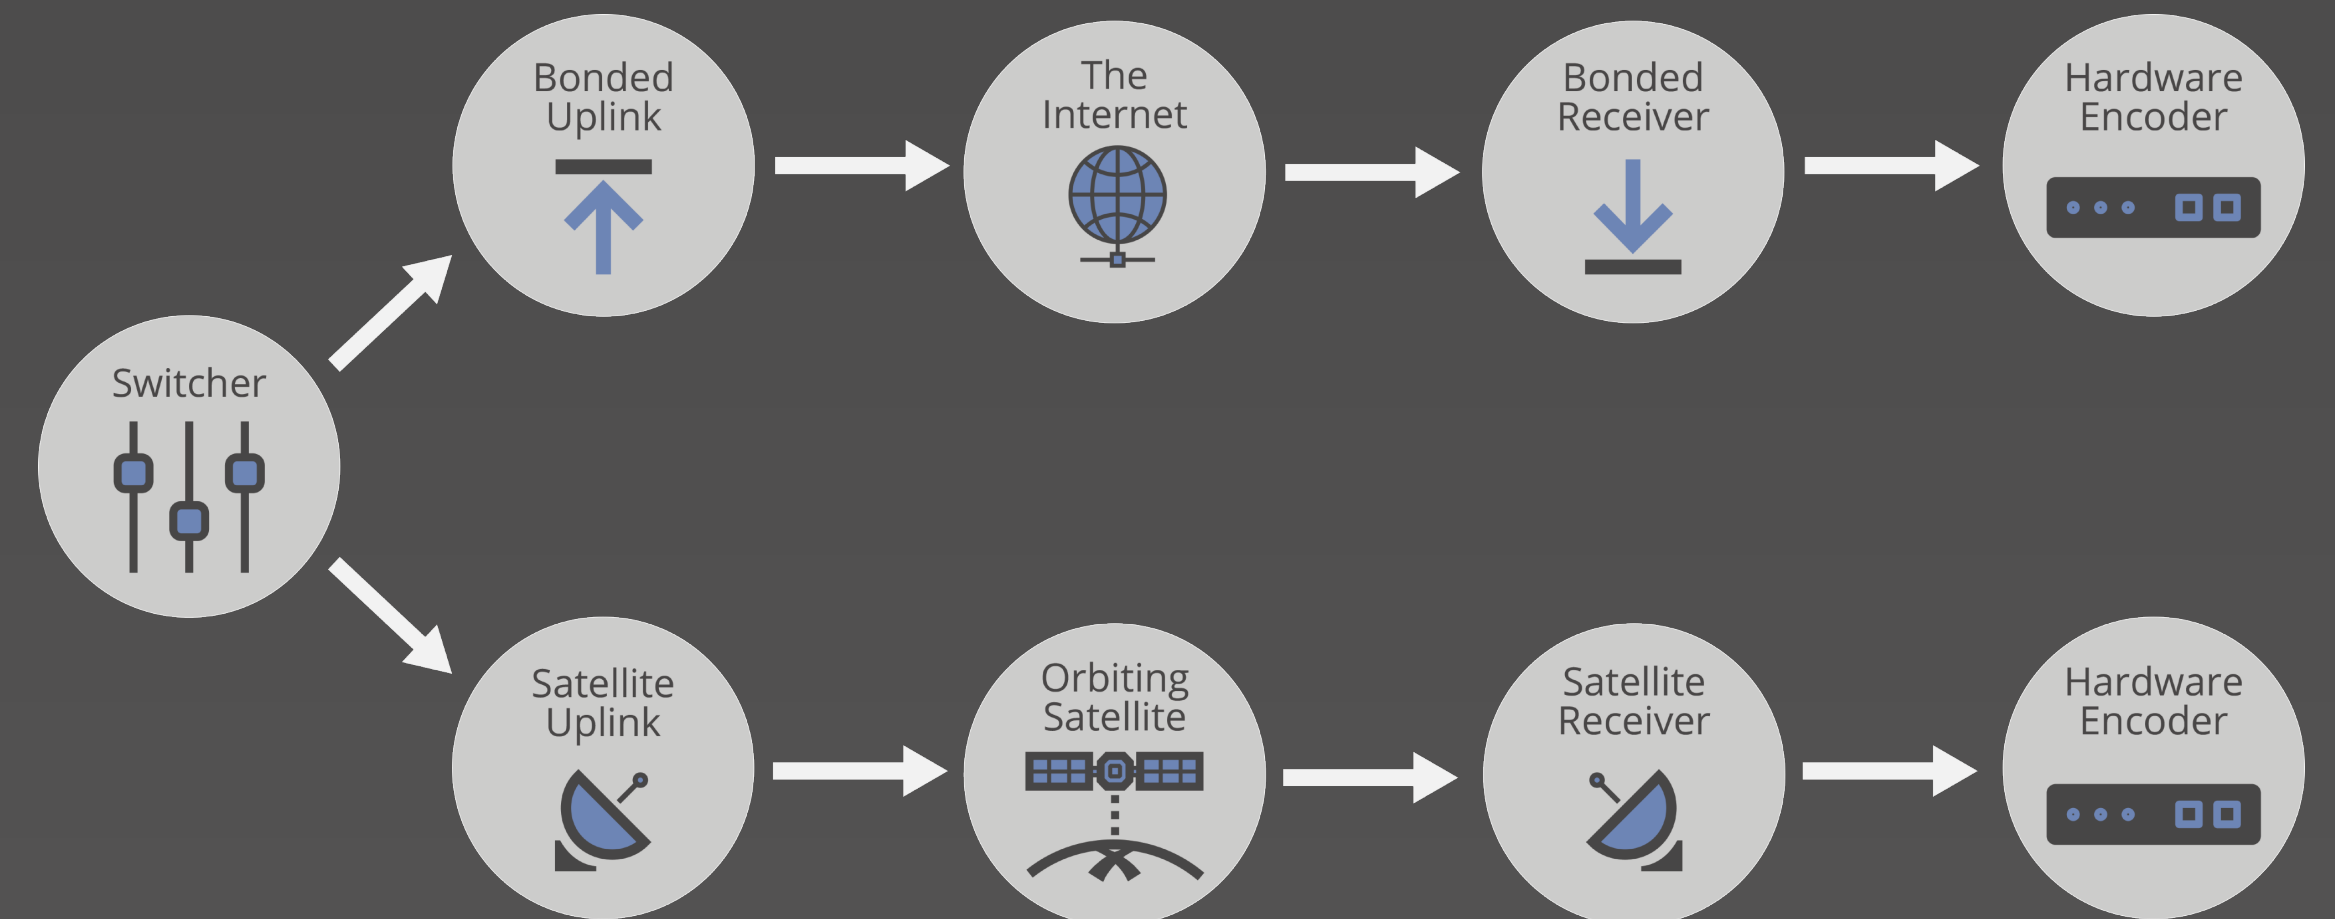 Bonded
Uplink
The
Internet
Bonded
Receiver
Hardware
Encoder
Switcher
Satellite
Uplink
Orbiting
Satellite
Satellite
Receiver
Hardware
Encoder